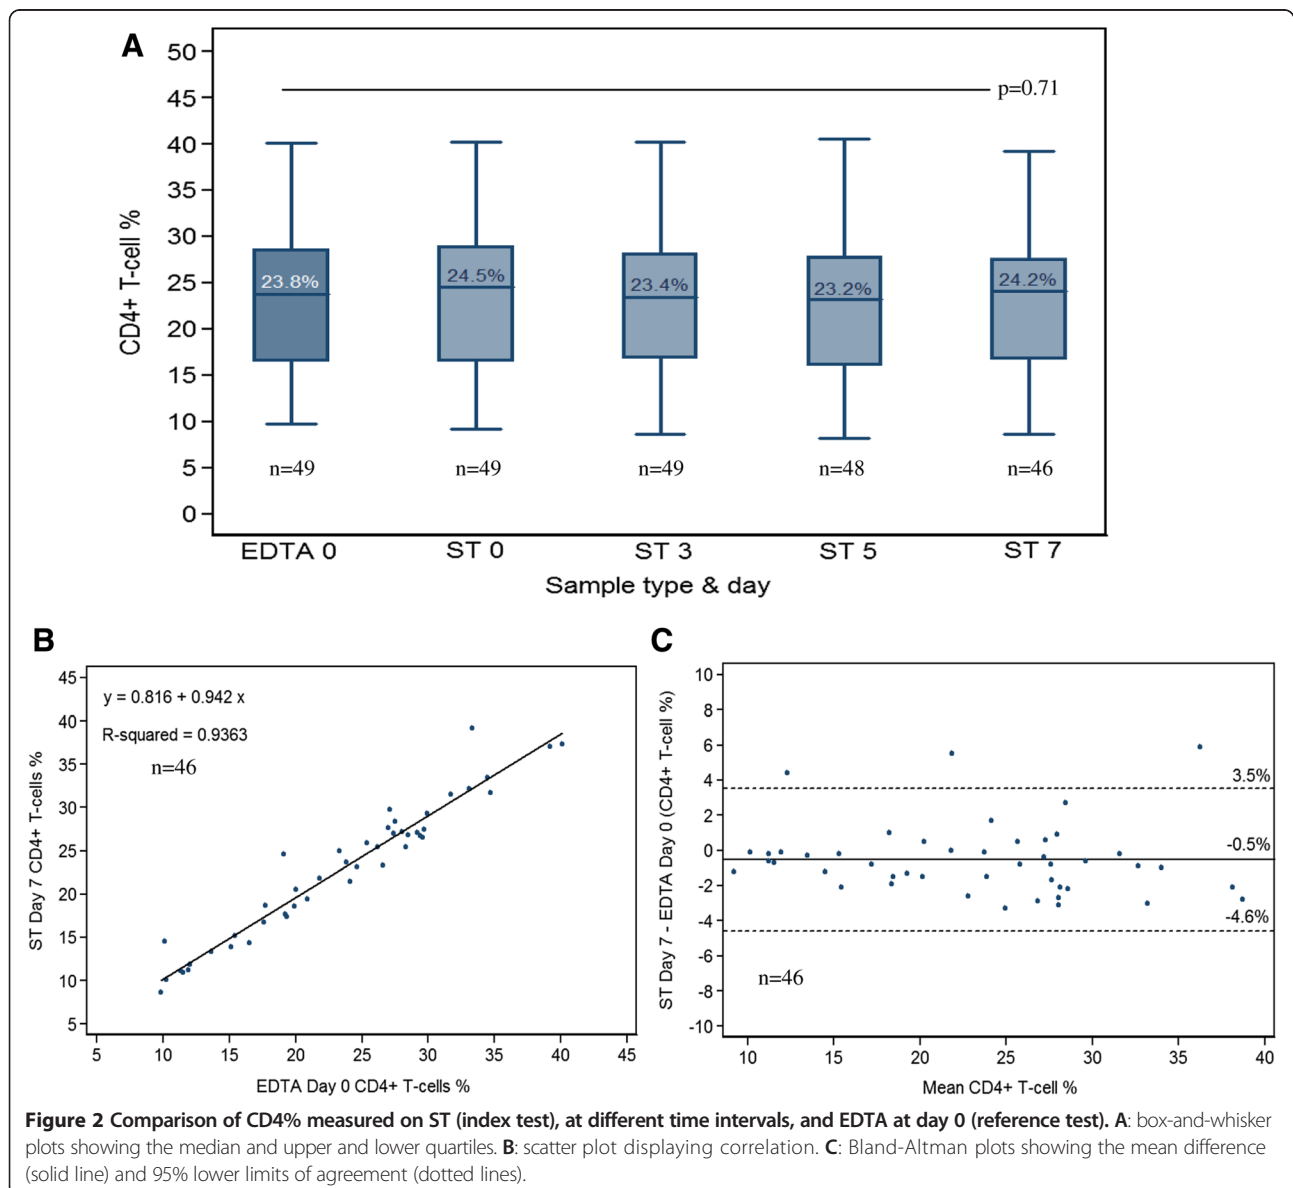 A
50
45
40
35
30
25
20
15
10
5
0
CD4+ T-cell %
p=0.71
23.8%
24.5%
23.4%
23.2%
24.2%
n=49
n=49
n=49
n=48
n=46
EDTA 0
ST 0
ST 3
ST 5
ST 7
Sample type & day
B
45
40
35
30
25
20
15
10
5
ST Day 7 CD4+ T-cells %
y = 0.816 + 0.942 x
R-squared = 0.9363
n=46
5
10
15
20
25
30
35
40
45
EDTA Day 0 CD4+ T-cells %
C
10
8
6
4
2
0
-2
-4
-6
-8
-10
ST Day 7 - EDTA Day 0 (CD4+ T-cell %)
3.5%
-0.5%
-4.6%
n=46
10
15
20
25
30
35
40
Mean CD4+ T-cell %
Figure 2 Comparison of CD4% measured on ST (index test), at different time intervals, and EDTA at day 0 (reference test). A: box-and-whisker
plots showing the median and upper and lower quartiles. B: scatter plot displaying correlation. C: Bland-Altman plots showing the mean difference
(solid line) and 95% lower limits of agreement (dotted lines).